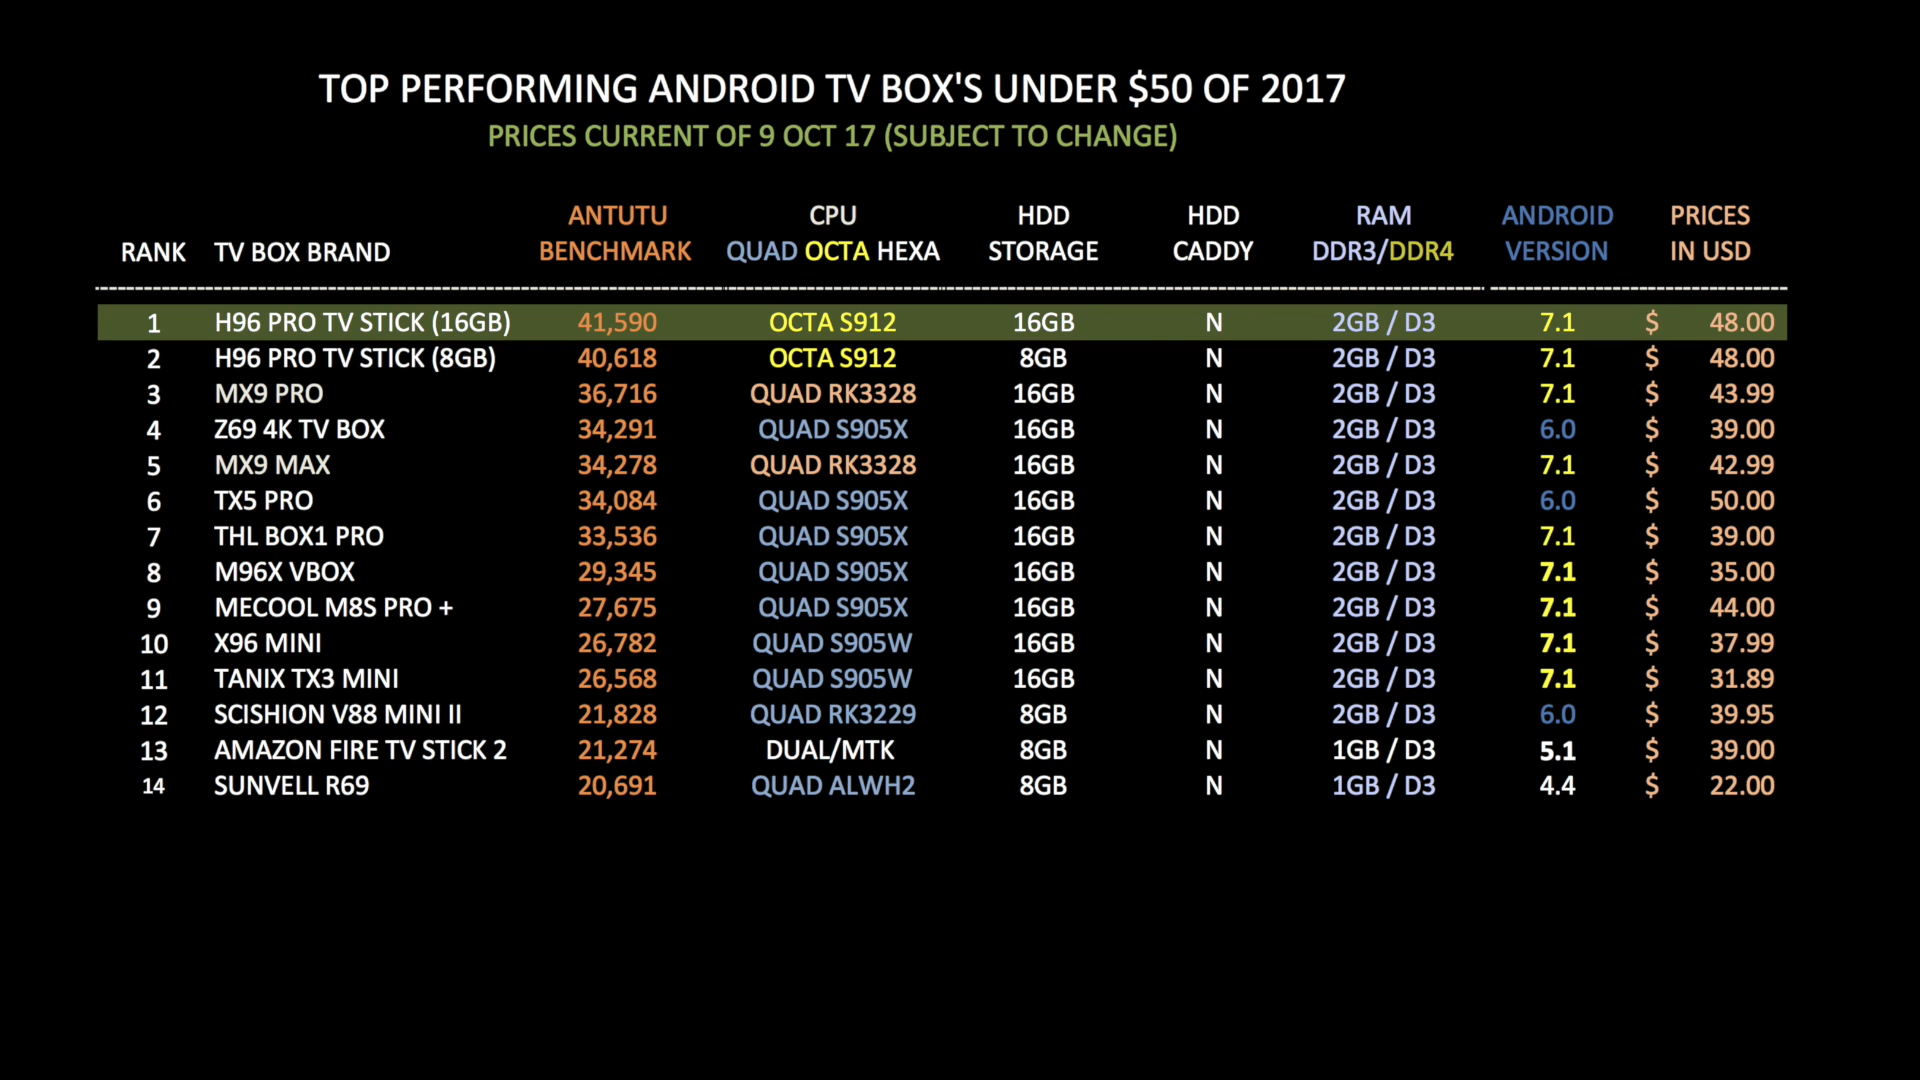 TOP PERFORMING ANDROID TV BOX'S UNDER $50 OF 2017
PRICES CURRENT OF 9 OCT 17 (SUBJECT TO CHANGE)
ANTUTU CPU HDD HDD RAM ANDROID PRICES
RANK TV BOX BRAND BENCHMARK QUAD OCTA HEXA STORAGE CADDY DDR3/DDR4 VERSION IN USD
1 H96 PRO TV STICK (16GB) 41,590 OCTA S912 16GB N 2GB / D3 7.1 $ 48.00
2 H96 PRO TV STICK (8GB) 40,618 OCTA S912 8GB N 2GB / D3 7.1 $ 48.00
3 MX9 PRO 36,716 QUAD RK3328 16GB N 2GB / D3 7.1 $ 43.99
4 Z69 4K TV BOX 34,291 QUAD S905X 16GB N 2GB / D3 6.0 $ 39.00
5 MX9 MAX 34,278 QUAD RK3328 16GB N 2GB / D3 7.1 $ 42.99
6 TX5 PRO 34,084 QUAD S905X 16GB N 2GB / D3 6.0 $ 50.00
7 THL BOX1 PRO 33,536 QUAD S905X 16GB N 2GB / D3 7.1 $ 39.00
8 M96X VBOX 29,345 QUAD S905X 16GB N 2GB / D3 7.1 $ 35.00
9 MECOOL M8S PRO + 27,675 QUAD S905X 16GB N 2GB / D3 7.1 $ 44.00
10 X96 MINI 26,782 QUAD S905W 16GB N 2GB / D3 7.1 $ 37.99
11 TANIX TX3 MINI 26,568 QUAD S905W 16GB N 2GB / D3 7.1 $ 31.89
12 SCISHION V88 MINI II 21,828 QUAD RK3229 8GB N 2GB / D3 6.0 $ 39.95
13 AMAZON FIRE TV STICK 2 21,274 DUAL/MTK 8GB N 1GB / D3 5.1 $ 39.00
14 SUNVELL R69 20,691 QUAD ALWH2 8GB N 1GB / D3 4.4 $ 22.00